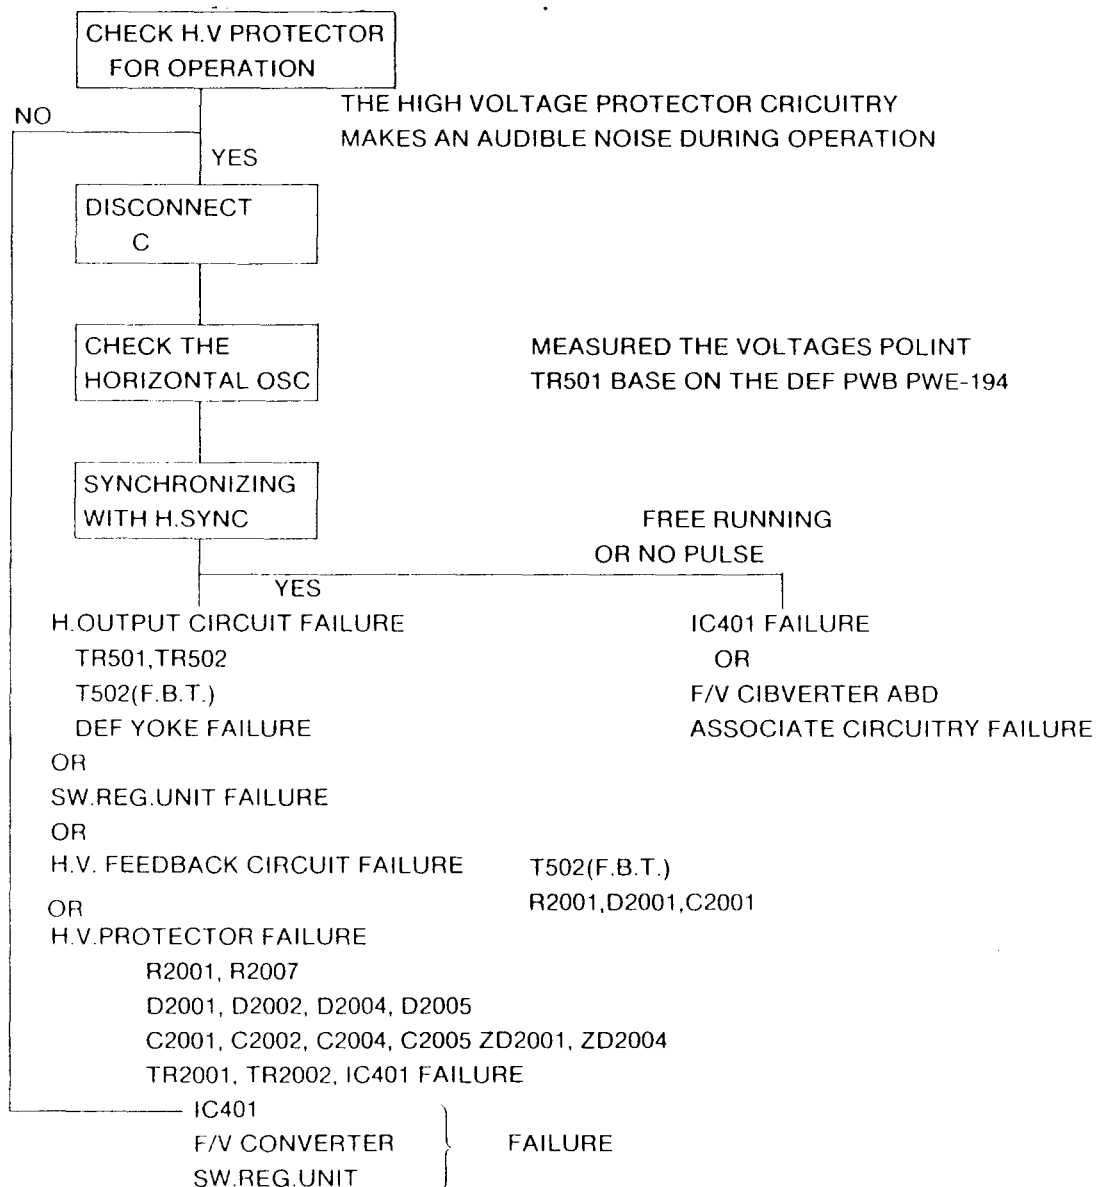 CHECK H.V PROTECTOR
FOR OPERATION
THE HIGH VOLTAGE PROTECTOR CRICUITRY
MAKES AN AUDIBLE NOISE DURING OPERATION
NO
YES
DISCONNECT
C
CHECK THE
HORIZONTAL OSC
MEASURED THE VOLTAGES POLINT
TR501 BASE ON THE DEF PWB PWE-194
SYNCHRONIZING
WITH H.SYNC
FREE RUNNING
OR NO PULSE
YES
H.OUTPUT CIRCUIT FAILURE
TR501,TR502
T502(F.B.T.)
DEF YOKE FAILURE
IC401 FAILURE
OR
F/V CIBVERTER ABD
ASSOCIATE CIRCUITRY FAILURE
OR
SW.REG.UNIT FAILURE
OR
H.V. FEEDBACK CIRCUIT FAILURE
T502(F.B.T.)
R2001,D2001,C2001
OR
H.V.PROTECTOR FAILURE
R2001, R2007
D2001, D2002, D2004, D2005
C2001, C2002, C2004, C2005 ZD2001, ZD2004
TR2001, TR2002, IC401 FAILURE
IC401
F/V CONVERTER
SW.REG.UNIT
FAILURE